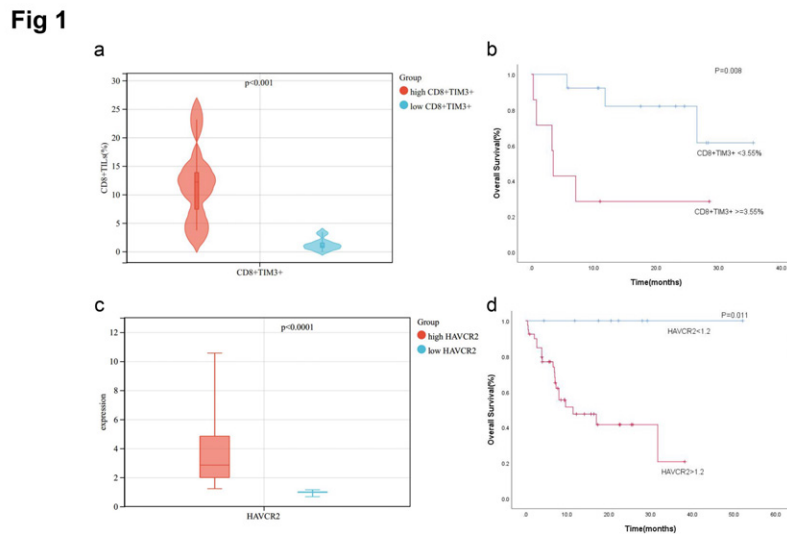 Fig 1
a
p<0.001
Group
high CD8+TIM3+
low CD8+TIM3+
CD8+TILs(%)
30
25
20
15
10
5
0
CD8+TIM3+
b
P=0.008
Overall Survival(%)
1.0
0.8
0.6
0.4
0.2
0.0
CD8+TIM3+ <3.55%
CD8+TIM3+ >=3.55%
.0
10.0
20.0
30.0
40.0
Time(months)
c
p<0.0001
Group
high HAVCR2
low HAVCR2
expression
12
10
8
6
4
2
0
HAVCR2
d
P=0.011
HAVCR2<1.2
Overall Survival(%)
1.0
0.8
0.6
0.4
0.2
0.0
HAVCR2>1.2
.0
10.0
20.0
30.0
40.0
50.0
60.0
Time(months)